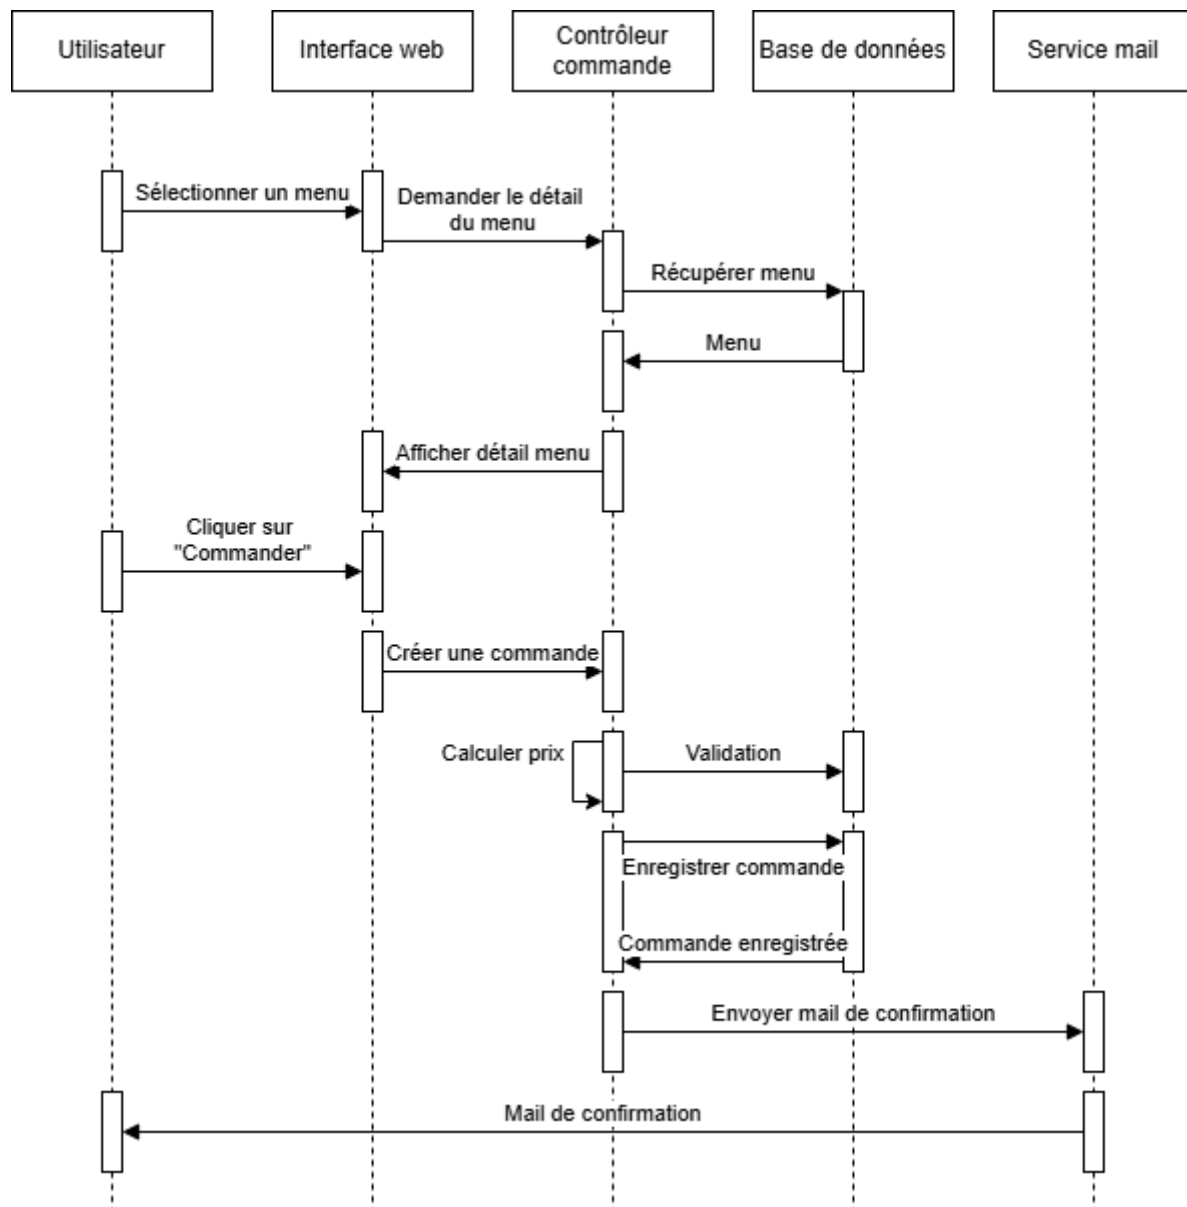 Utilisateur
Interface web
Contrôleur
commande
Base de données
Service mail
Sélectionner un menu
Demander le détail
du menu
Récupérer menu
Menu
Afficher détail menu
Cliquer sur
"Commander"
Créer une commande
Calculer prix
Validation
Enregistrer commande
Commande enregistrée
Envoyer mail de confirmation
Mail de confirmation